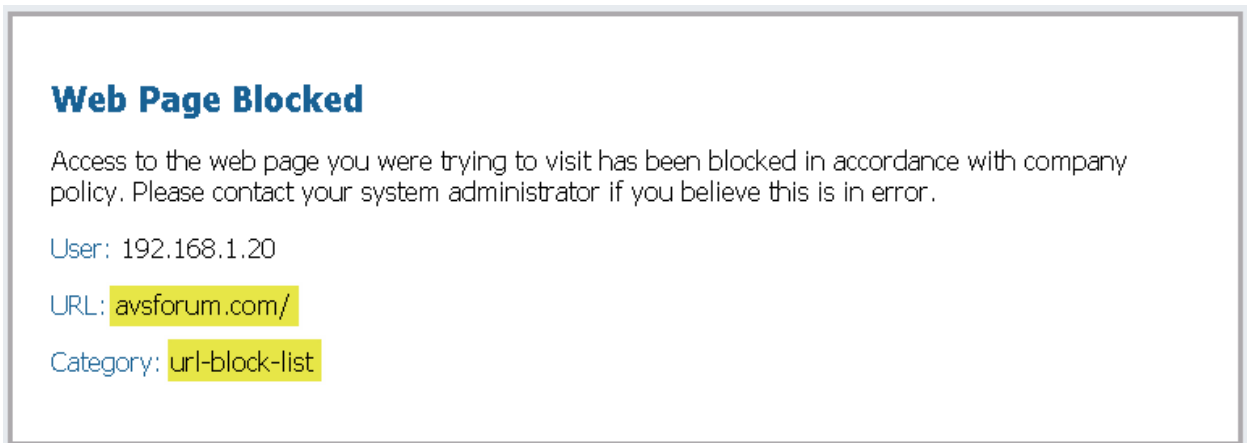 Web Page Blocked
Access to the web page you were trying to visit has been blocked in accordance with company
policy. Please contact your system administrator if you believe this is in error.
User: 192.168.1.20
URL: avsforum.com/
Category: url-block-list